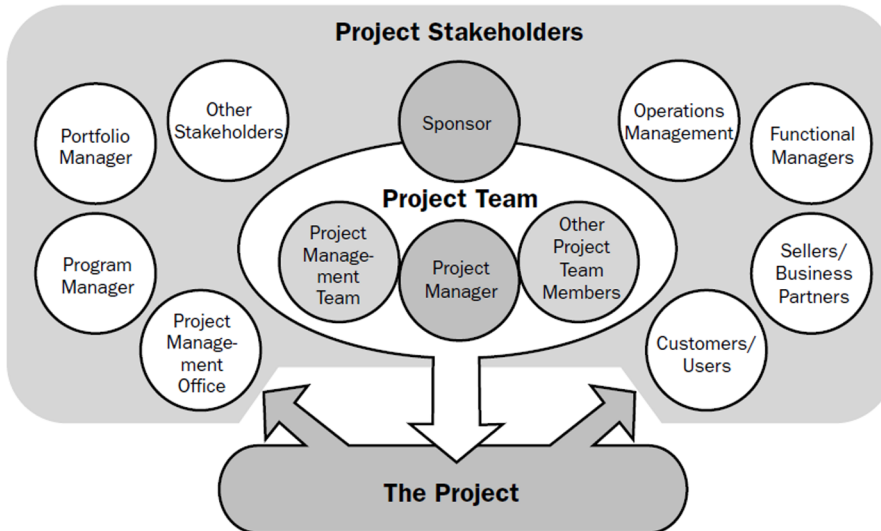 Project Stakeholders
Portfolio
Manager
Other
Stakeholders
Sponsor
Operations
Management
Functional
Managers
Project Team
Program
Manager
Project
Manage-
ment
Team
Project
Manager
Other
Project
Team
Members
Sellers/
Business
Partners
Project
Manage-
ment
Office
Customers/
Users
The Project